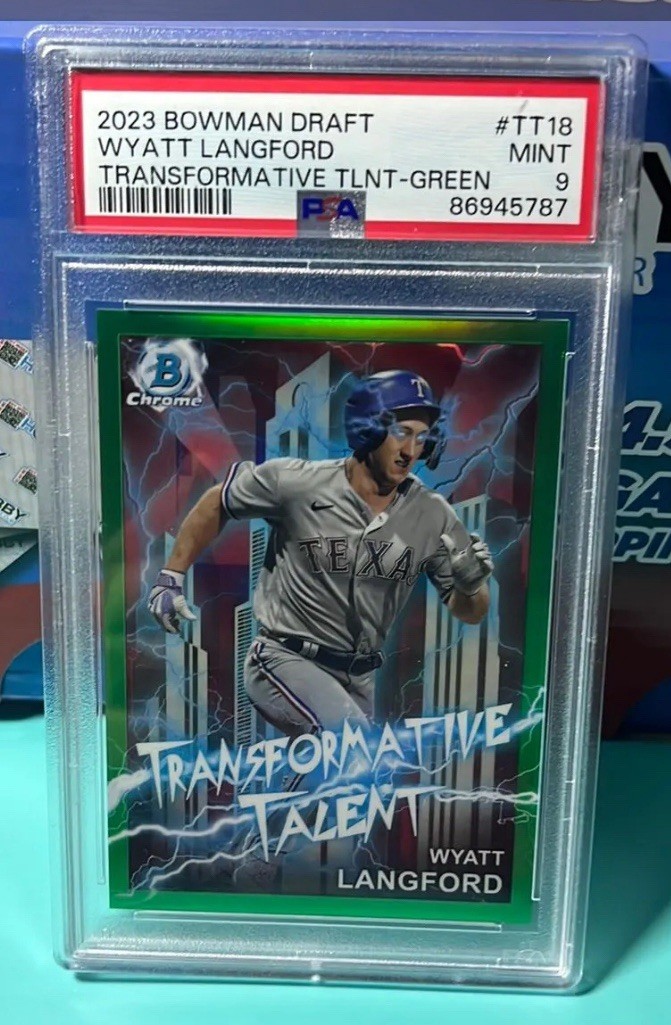 2023 BOWMAN DRAFT #TT18
WYATT LANGFORD MINT
TRANSFORMATIVE TLNT-GREEN 9
PSA 86945787
B
Chrome
T
TEXAS
TRANSFORMATIVE
TALENT
WYATT
LANGFORD